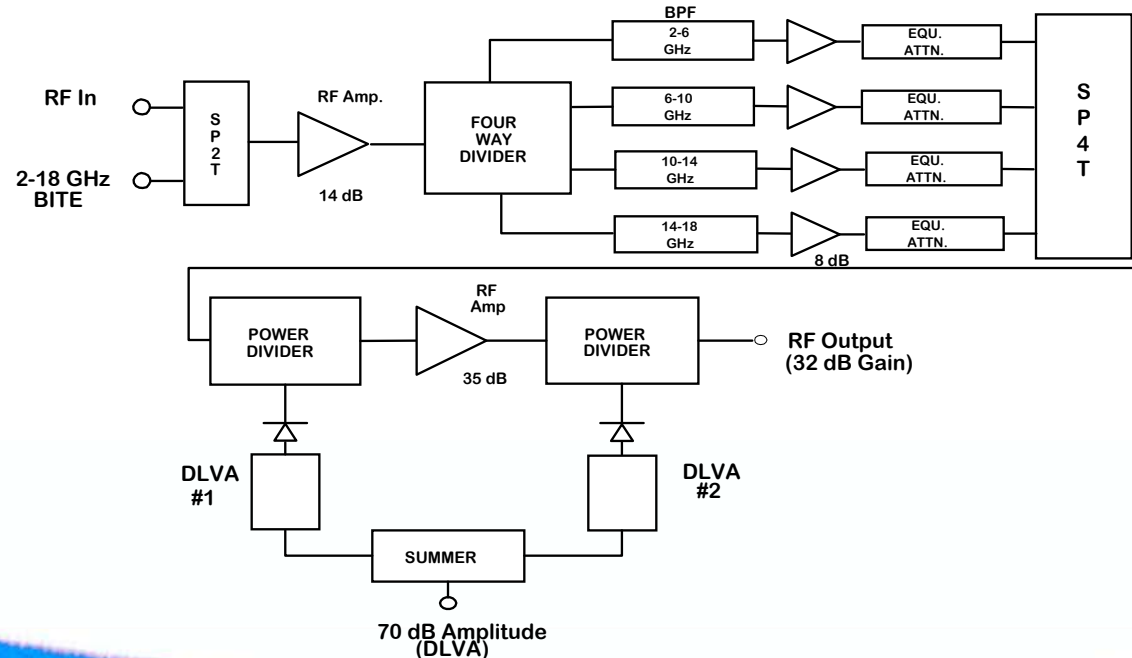 BPF
2-6
GHz
EQU.
ATTN.
RF In
RF Amp.
S
P
2
T
FOUR
WAY
DIVIDER
6-10
GHz
EQU.
ATTN.
S
P
4
T
2-18 GHz
BITE
14 dB
10-14
GHz
EQU.
ATTN.
14-18
GHz
8 dB
EQU.
ATTN.
POWER
DIVIDER
RF
Amp
35 dB
POWER
DIVIDER
RF Output
(32 dB Gain)
DLVA
#1
DLVA
#2
SUMMER
70 dB Amplitude
(DLVA)